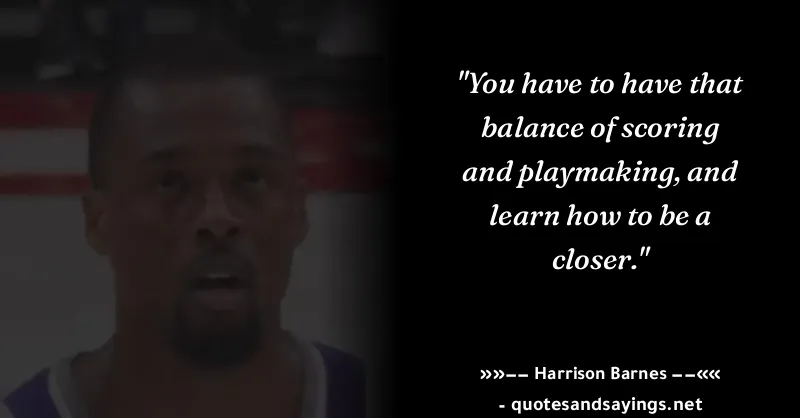 "You have to have that
balance of scoring
and playmaking, and
learn how to be a
closer."
»»−− Harrison Barnes −−««
- quotesandsayings.net